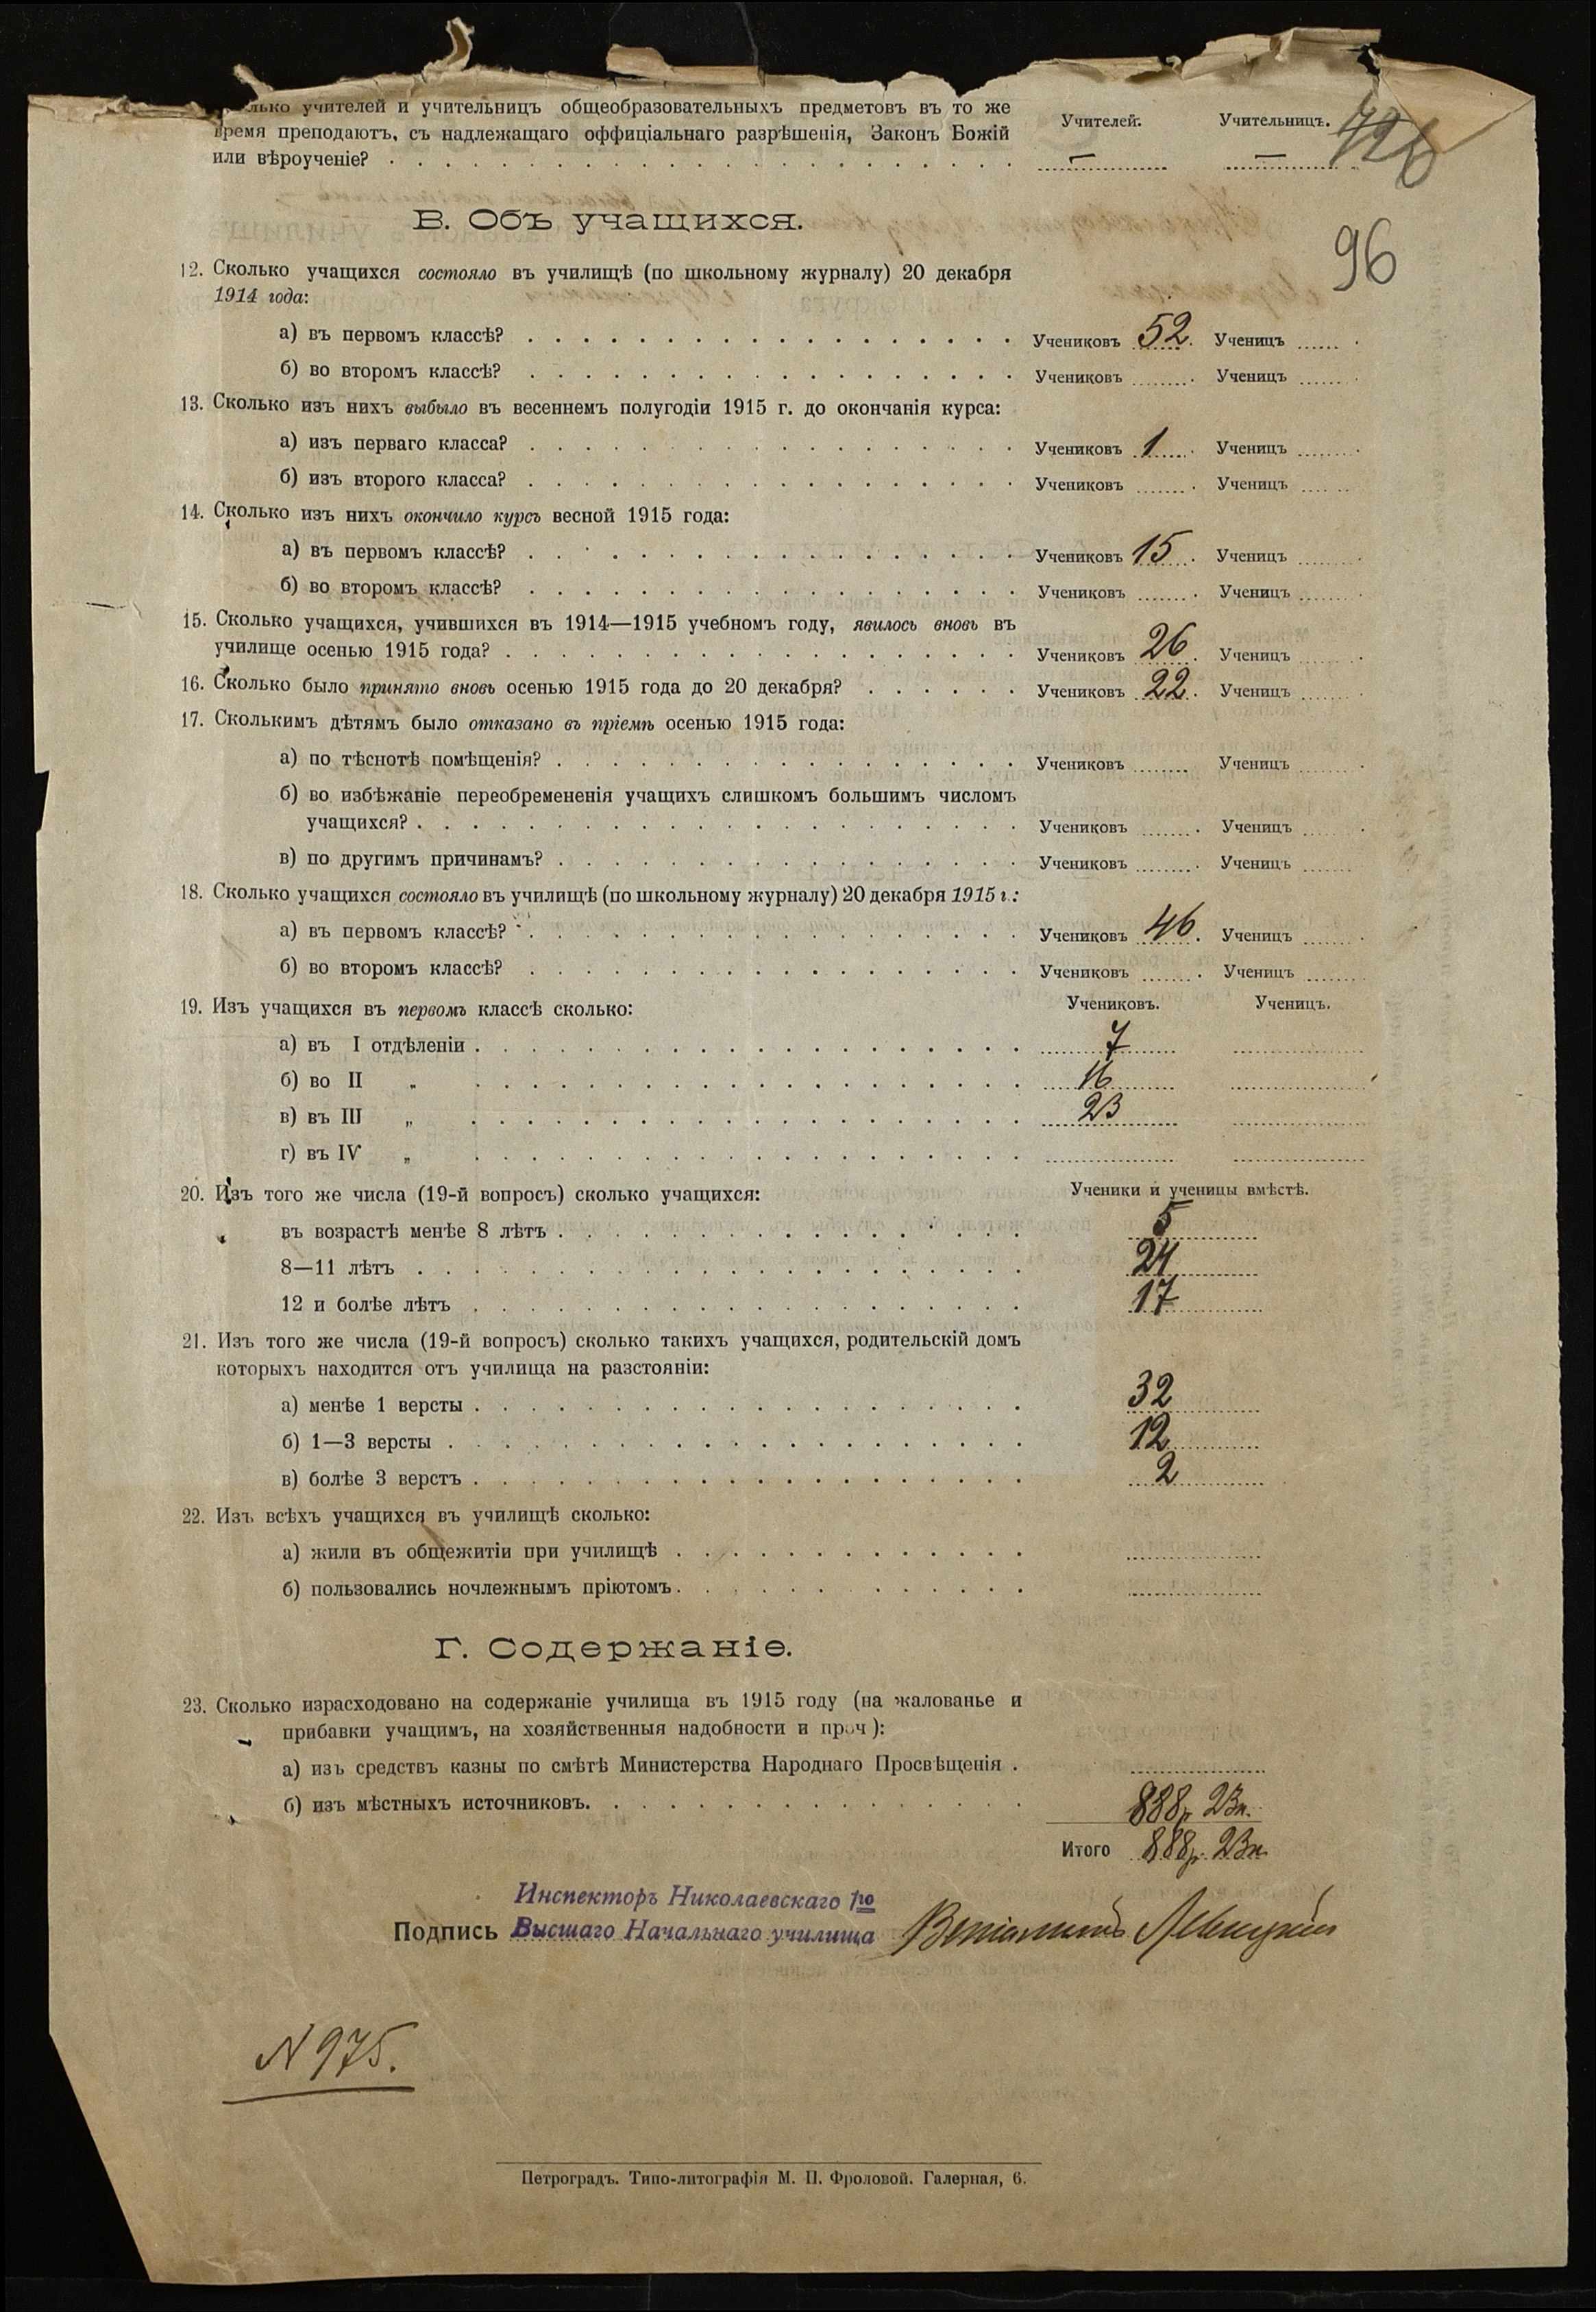 учителей и учительницъ общеобразовательныхъ предметовъ въ то же
время преподаютъ, съ надлежащаго оффиціальнаго разрѣшенія, Законъ Божій
или вѣроученіе? Учителей. — Учительницъ. —
96
В. Объ учащихся.
12. Сколько учащихся состояло въ училищѣ (по школьному журналу) 20 декабря
1914 года:
а) въ первомъ классѣ? Учениковъ 52. Ученицъ
б) во второмъ классѣ? Учениковъ Ученицъ
13. Сколько изъ нихъ выбыло въ весеннемъ полугодіи 1915 г. до окончанія курса:
а) изъ перваго класса? Учениковъ 1 Ученицъ
б) изъ второго класса? Учениковъ Ученицъ
14. Сколько изъ нихъ окончило курсъ весной 1915 года:
а) въ первомъ классѣ? Учениковъ 15 Ученицъ
б) во второмъ классѣ? Учениковъ Ученицъ
15. Сколько учащихся, учившихся въ 1914—1915 учебномъ году, явилось вновь въ
училище осенью 1915 года? Учениковъ 26 Ученицъ
16. Сколько было принято вновь осенью 1915 года до 20 декабря? Учениковъ 22 Ученицъ
17. Сколькимъ дѣтямъ было отказано въ пріемѣ осенью 1915 года:
а) по тѣснотѣ помѣщенія? Учениковъ Ученицъ
б) во избѣжаніе переобремененія учащихъ слишкомъ большимъ числомъ
учащихся? Учениковъ Ученицъ
в) по другимъ причинамъ? Учениковъ Ученицъ
18. Сколько учащихся состояло въ училищѣ (по школьному журналу) 20 декабря 1915 г.:
а) въ первомъ классѣ? Учениковъ 46. Ученицъ
б) во второмъ классѣ? Учениковъ Ученицъ
19. Изъ учащихся въ первомъ классѣ сколько: Учениковъ. Ученицъ.
а) въ I отдѣленіи 7
б) во II „ 16
в) въ III „ 23
г) въ IV „
20. Изъ того же числа (19-й вопросъ) сколько учащихся: Ученики и ученицы вмѣстѣ.
въ возрастѣ менѣе 8 лѣтъ 5
8—11 лѣтъ 24
12 и болѣе лѣтъ 17
21. Изъ того же числа (19-й вопросъ) сколько такихъ учащихся, родительскій домъ
которыхъ находится отъ училища на разстояніи:
а) менѣе 1 версты 32
б) 1—3 версты 12
в) болѣе 3 верстъ 2
22. Изъ всѣхъ учащихся въ училищѣ сколько:
а) жили въ общежитіи при училищѣ
б) пользовались ночлежнымъ пріютомъ
Г. Содержаніе.
23. Сколько израсходовано на содержаніе училища въ 1915 году (на жалованье и
прибавки учащимъ, на хозяйственныя надобности и проч):
а) изъ средствъ казны по смѣтѣ Министерства Народнаго Просвѣщенія
б) изъ мѣстныхъ источниковъ. 888р. 23к.
Итого 888р. 23к.
Инспекторъ Николаевскаго 1го
Подпись Высшаго Начальнаго училища Веніаминъ
N 975.
Петроградъ. Типо-литографія М. П. Фроловой. Галерная, 6.